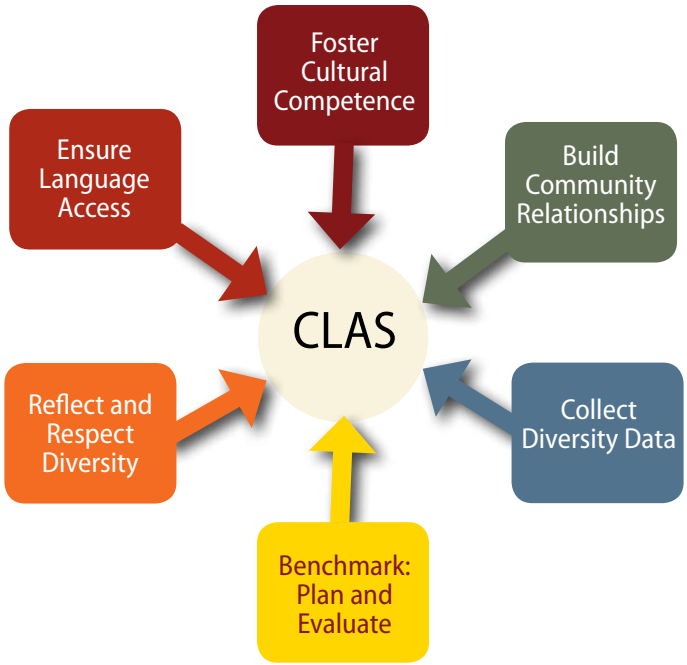 Foster
Cultural
Competence
Ensure
Language
Access
Build
Community
Relationships
CLAS
Reflect and
Respect
Diversity
Collect
Diversity Data
Benchmark:
Plan and
Evaluate